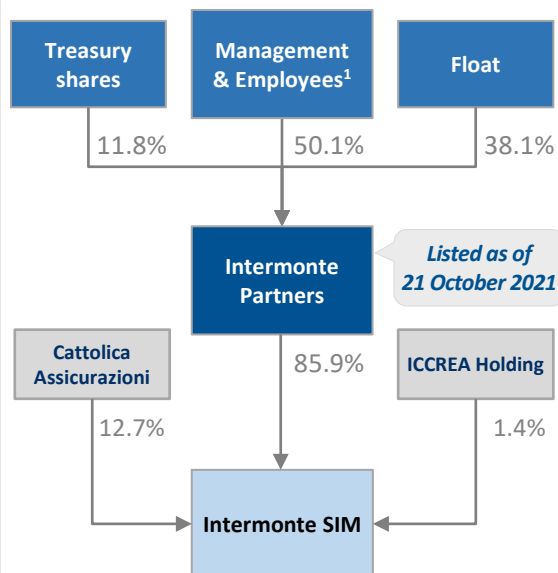 Treasury
shares
Management
& Employees¹
Float
11.8%
50.1%
38.1%
Intermonte
Partners
Listed as of
21 October 2021
Cattolica
Assicurazioni
85.9%
ICCREA Holding
12.7%
1.4%
Intermonte SIM